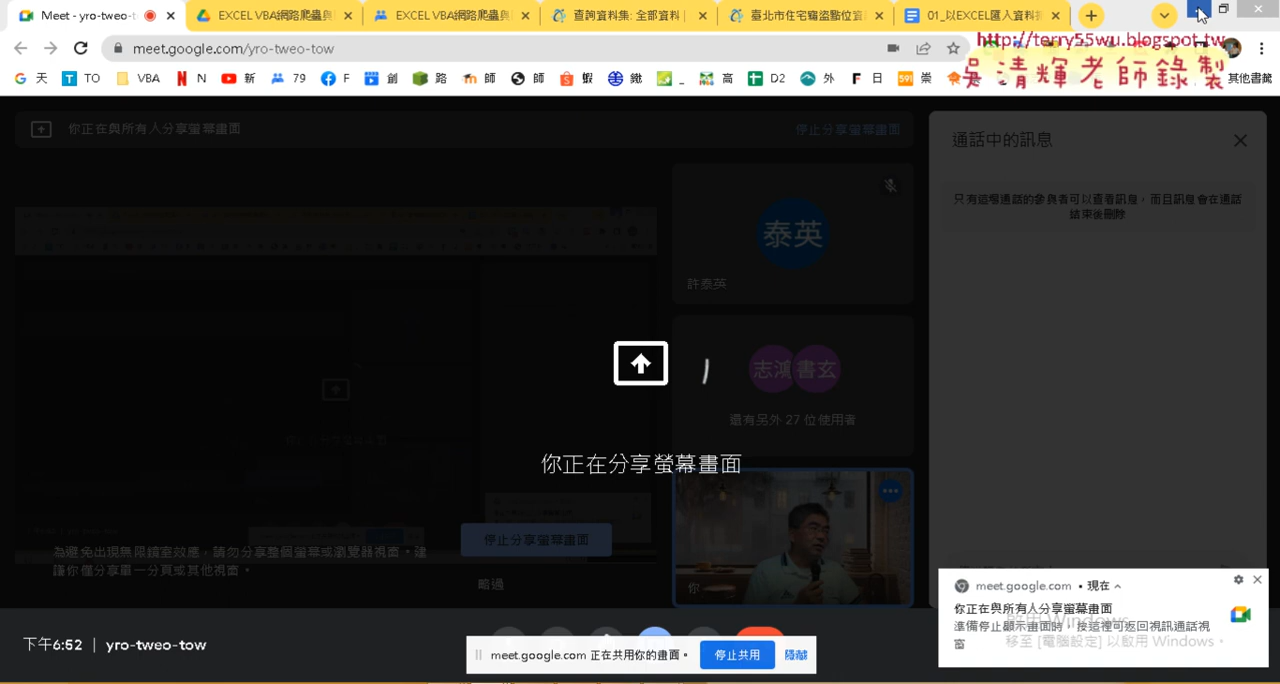 Meet - yro-tweo-t
EXCEL VBA網路爬蟲與
EXCEL VBA網路爬蟲與
查詢資料集: 全部資料 |
臺北市住宅竊盜點位資
01_以EXCEL匯入資料
http://terry55wu.blogspot.tw
meet.google.com/yro-tweo-tow
吳清輝老師錄製
天
TO
VBA
N
新
79
F
創
路
師
師
蝦
鐵
_
高
D2
外
日
崇
其他書籤
你正在與所有人分享螢幕畫面
停止分享螢幕畫面
通話中的訊息
只有這場通話的參與者可以查看訊息，而且訊息會在通話
結束後刪除
泰英
許泰英
志鴻
書玄
還有另外 27 位使用者
你正在分享螢幕畫面
停止分享螢幕畫面
為避免出現無限鏡室效應，請勿分享整個螢幕或瀏覽器視窗。建
議你僅分享單一分頁或其他視窗。
略過
你
meet.google.com • 現在
你正在與所有人分享螢幕畫面
準備停止顯示畫面時，按這裡可返回視訊通話視
窗
啟用 Windows
移至 [電腦設定] 以啟用 Windows。
下午6:52 | yro-tweo-tow
meet.google.com 正在共用你的畫面。
停止共用
隱藏